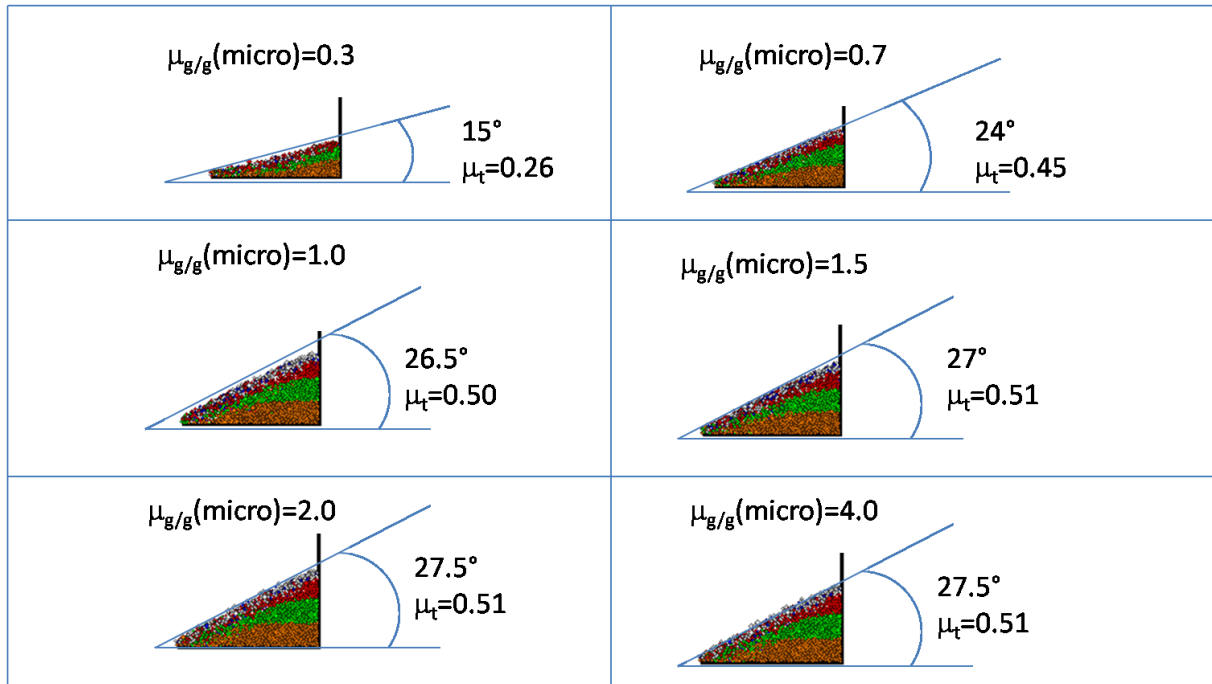 μg/g(micro)=0.3
15°
μt=0.26
μg/g(micro)=0.7
24°
μt=0.45
μg/g(micro)=1.0
26.5°
μt=0.50
μg/g(micro)=1.5
27°
μt=0.51
μg/g(micro)=2.0
27.5°
μt=0.51
μg/g(micro)=4.0
27.5°
μt=0.51